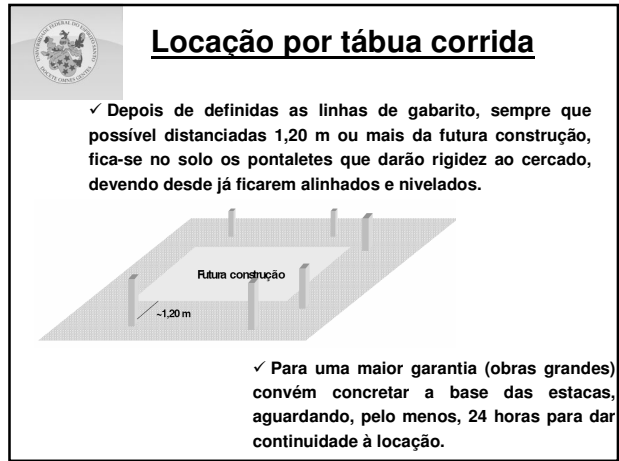 Locação por tábua corrida
✓ Depois de definidas as linhas de gabarito, sempre que
possível distanciadas 1,20 m ou mais da futura construção,
fica-se no solo os pontaletes que darão rigidez ao cercado,
devendo desde já ficarem alinhados e nivelados.
Futura construção
~1,20 m
✓ Para uma maior garantia (obras grandes)
convém concretar a base das estacas,
aguardando, pelo menos, 24 horas para dar
continuidade à locação.